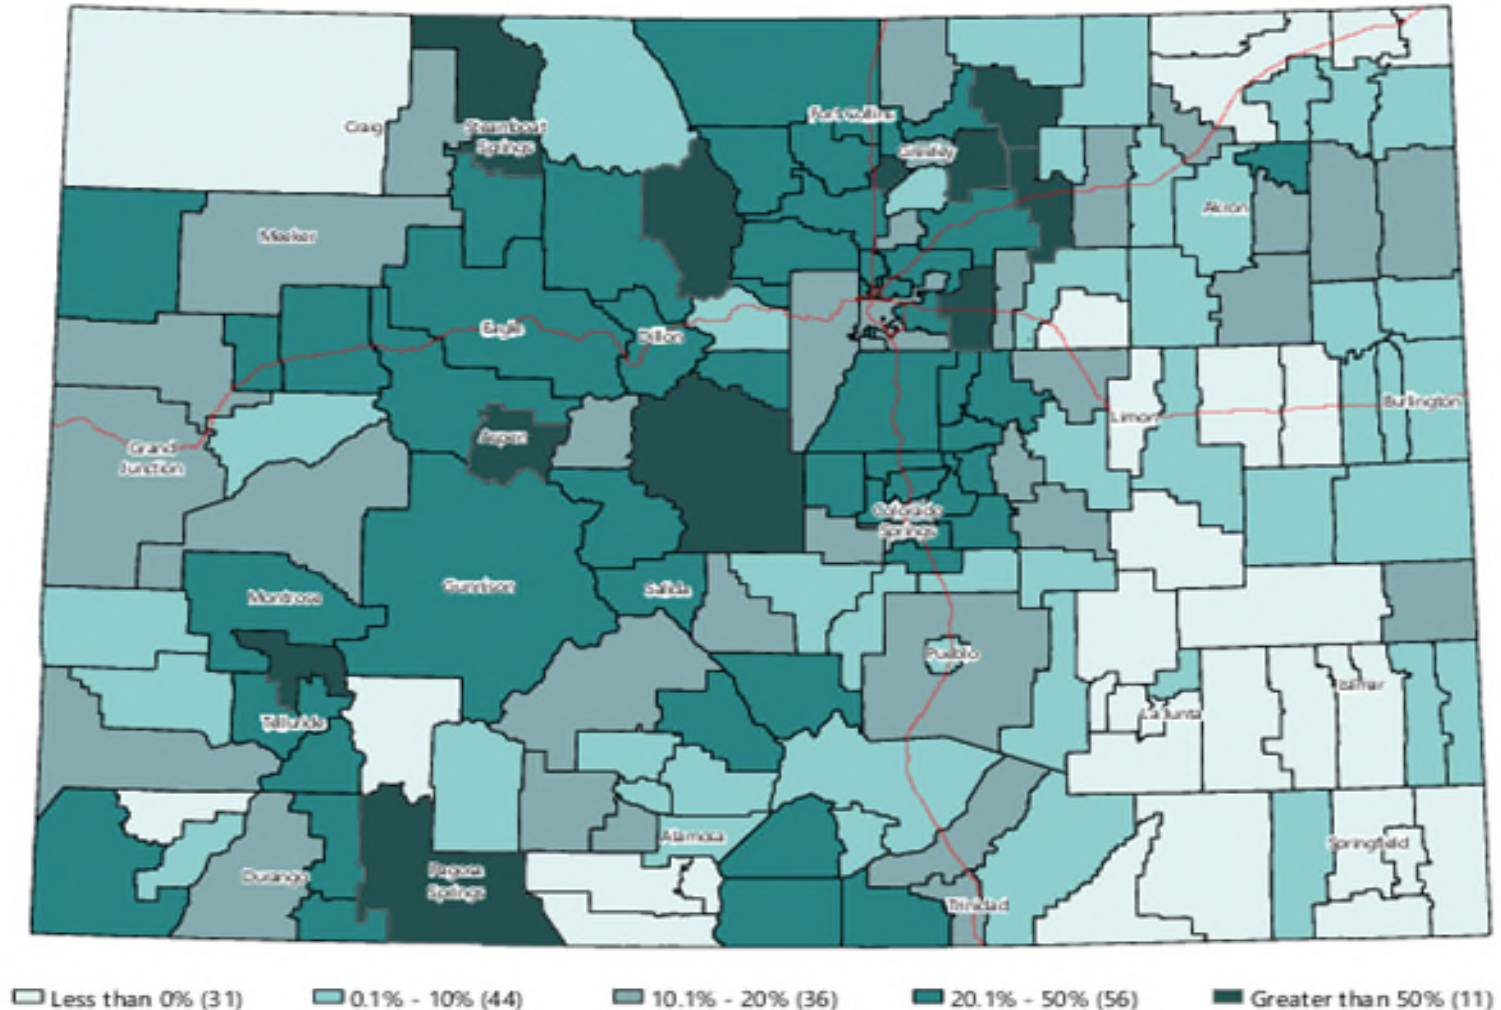 Craig
Steamboat
Springs
Fort Collins
Greeley
Meeker
Akron
Eagle
Dillon
Aspen
Limon
Burlington
Grand
Junction
Colorado
Springs
Montrose
Gunnison
Salida
Pueblo
Lamar
La Junta
Telluride
Alamosa
Springfield
Durango
Pagosa
Springs
Trinidad
Less than 0% (31) 0.1% - 10% (44) 10.1% - 20% (36) 20.1% - 50% (56) Greater than 50% (11)